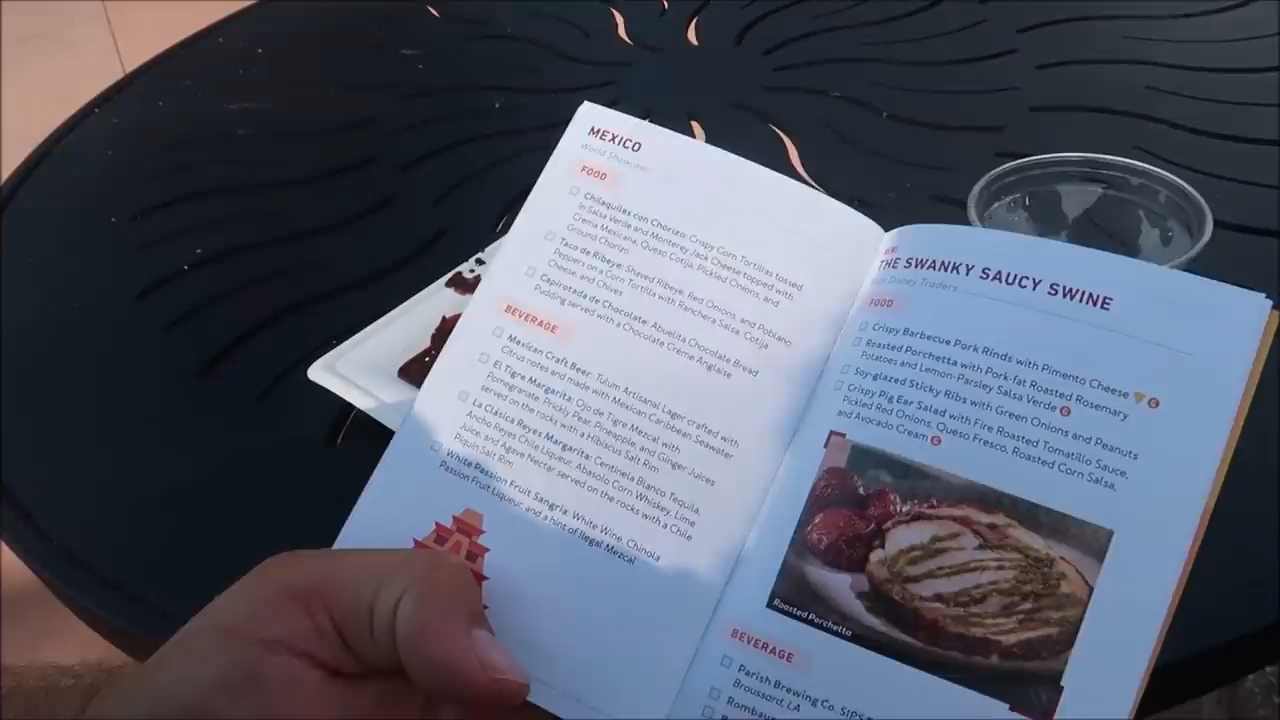 MEXICO
World Showcase
FOOD
Chilaquiles con Chorizo: Crispy Corn Tortillas tossed
in Salsa Verde and Monterey Jack Cheese topped with
Crema Mexicana, Queso Cotija, Pickled Onions, and
Ground Chorizo
Taco de Ribeye: Shaved Ribeye, Red Onions, and Poblano
Peppers on a Corn Tortilla with Ranchera Salsa, Cotija
Cheese, and Chives
Capirotada de Chocolate: Abuelita Chocolate Bread
Pudding served with a Chocolate Crème Anglaise
BEVERAGE
Mexican Craft Beer: Tulum Artisanal Lager crafted with
Citrus notes and made with Mexican Caribbean Seawater
El Tigre Margarita: Ojo de Tigre Mezcal with
Pomegranate, Prickly Pear, Pineapple, and Ginger Juices
served on the rocks with a Hibiscus Salt Rim
La Clásica Reyes Margarita: Centinela Blanco Tequila,
Ancho Reyes Chile Liqueur, Abasolo Corn Whiskey, Lime
Juice, and Agave Nectar served on the rocks with a Chile
Piquin Salt Rim
White Passion Fruit Sangria: White Wine, Chinola
Passion Fruit Liqueur, and a hint of Ilegal Mezcal
THE SWANKY SAUCY SWINE
Disney Traders
FOOD
Crispy Barbecue Pork Rinds with Pimento Cheese
Roasted Porchetta with Pork-fat Roasted Rosemary
Potatoes and Lemon-Parsley Salsa Verde
Soy-glazed Sticky Ribs with Green Onions and Peanuts
Crispy Pig Ear Salad with Fire Roasted Tomatillo Sauce,
Pickled Red Onions, Queso Fresco, Roasted Corn Salsa,
and Avocado Cream
Roasted Porchetta
BEVERAGE
Parish Brewing Co. SIPS
Broussard, LA
Rombau